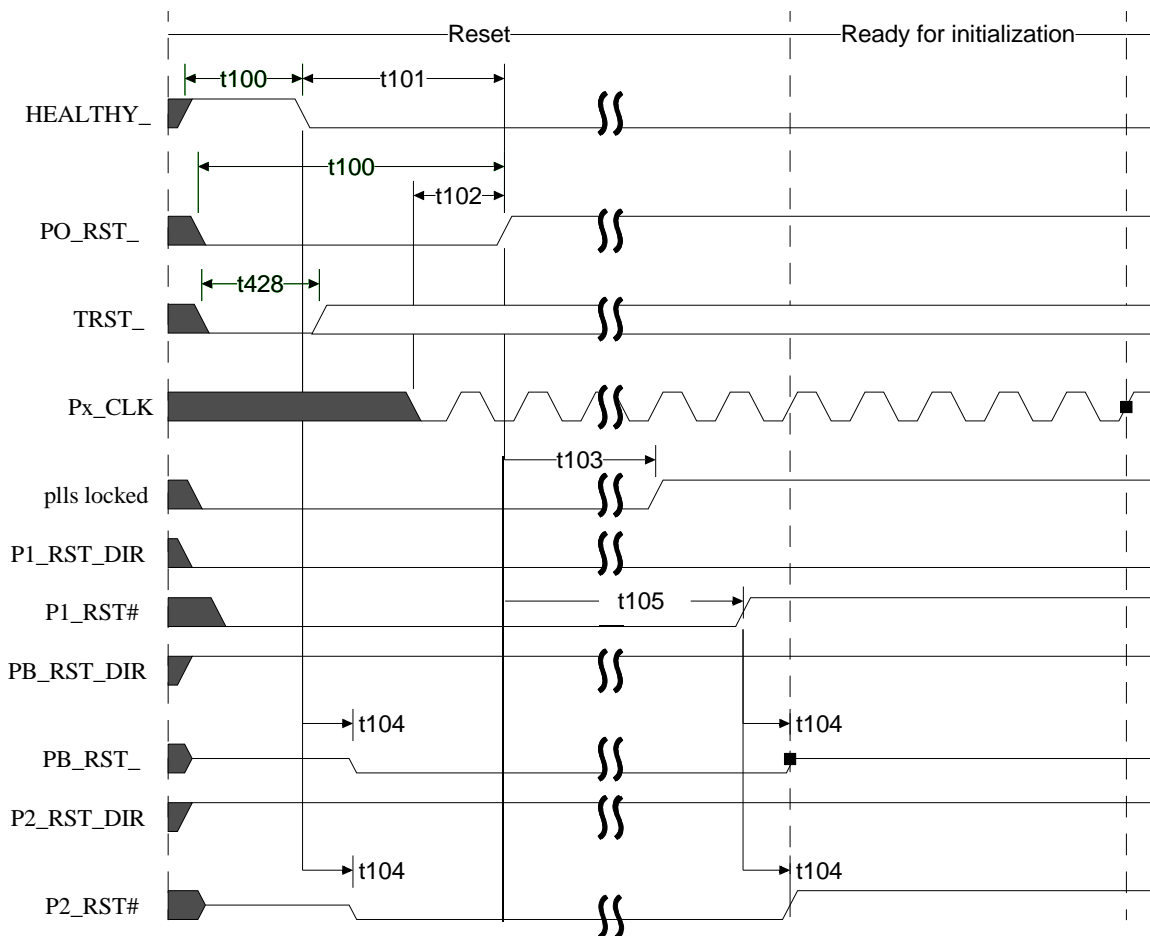 Reset
Ready for initialization
t100
t101
HEALTHY_
t100
t102
PO_RST_
t428
TRST_
Px_CLK
t103
plls locked
P1_RST_DIR
t105
P1_RST#
PB_RST_DIR
t104
t104
PB_RST_
P2_RST_DIR
t104
t104
P2_RST#